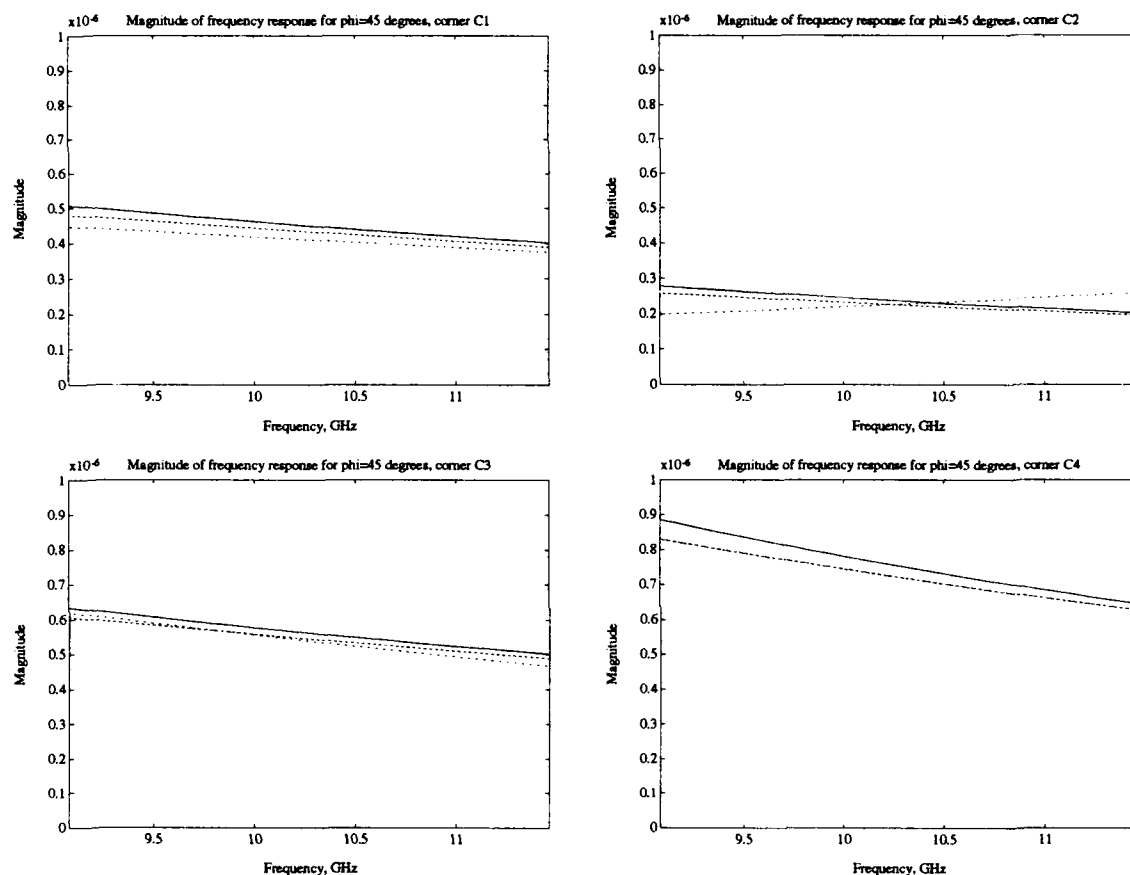 x10-6 Magnitude of frequency response for phi=45 degrees, corner C1
1
0.9
0.8
0.7
0.6
0.5
0.4
0.3
0.2
0.1
0
Magnitude
9.5 10 10.5 11
Frequency, GHz
x10-6 Magnitude of frequency response for phi=45 degrees, corner C2
1
0.9
0.8
0.7
0.6
0.5
0.4
0.3
0.2
0.1
0
Magnitude
9.5 10 10.5 11
Frequency, GHz
x10-6 Magnitude of frequency response for phi=45 degrees, corner C3
1
0.9
0.8
0.7
0.6
0.5
0.4
0.3
0.2
0.1
0
Magnitude
9.5 10 10.5 11
Frequency, GHz
x10-6 Magnitude of frequency response for phi=45 degrees, corner C4
1
0.9
0.8
0.7
0.6
0.5
0.4
0.3
0.2
0.1
0
Magnitude
9.5 10 10.5 11
Frequency, GHz